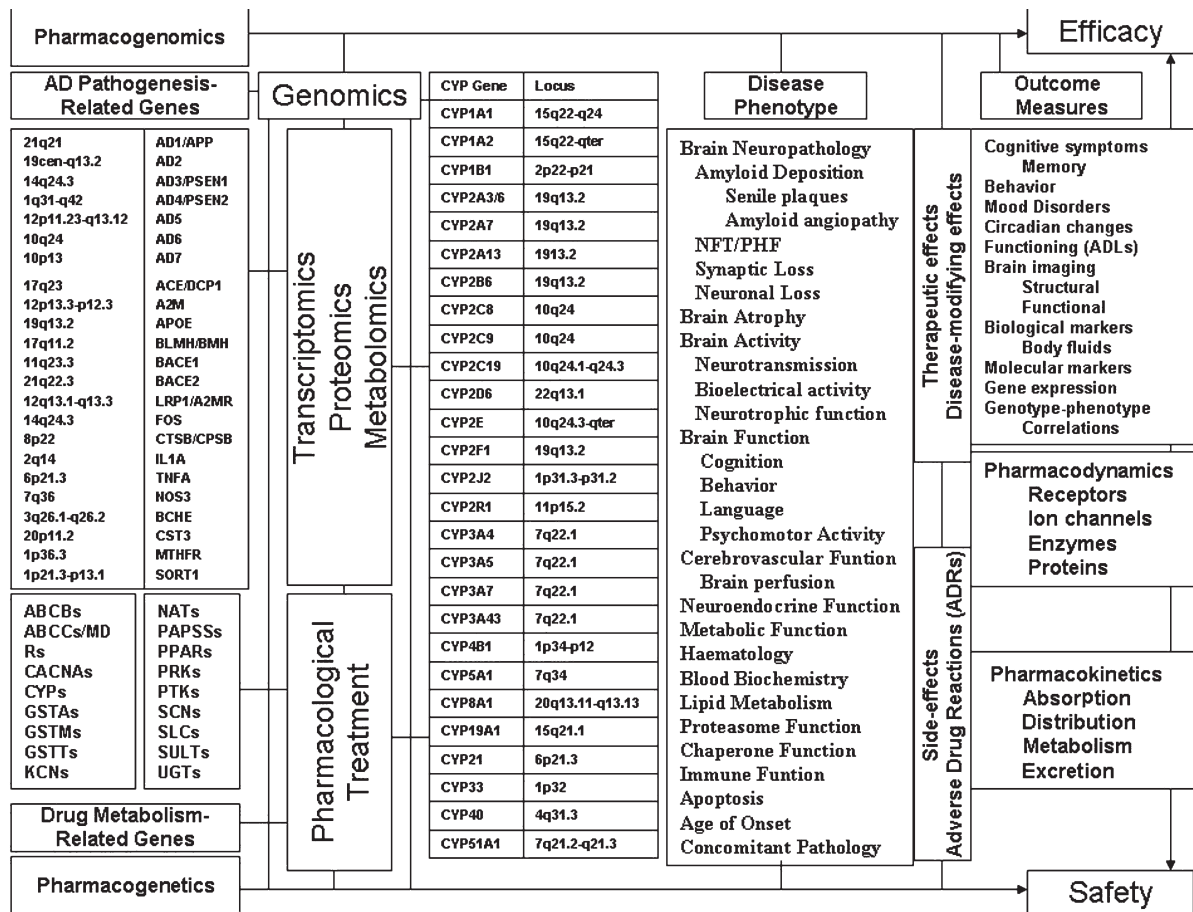 Pharmacogenomics
Efficacy
AD Pathogenesis-
Related Genes
Genomics
21q21 AD1/APP
19cen-q13.2 AD2
14q24.3 AD3/PSEN1
1q31-q42 AD4/PSEN2
12p11.23-q13.12 AD5
10q24 AD6
10p13 AD7
17q23 ACE/DCP1
12p13.3-p12.3 A2M
19q13.2 APOE
17q11.2 BLMH/BMH
11q23.3 BACE1
21q22.3 BACE2
12q13.1-q13.3 LRP1/A2MR
14q24.3 FOS
8p22 CTSB/CPSB
2q14 IL1A
6p21.3 TNFA
7q36 NOS3
3q26.1-q26.2 BCHE
20p11.2 CST3
1p36.3 MTHFR
1p21.3-p13.1 SORT1
ABCBs
ABCCs/MD
Rs
CACNAs
CYPs
GSTAs
GSTMs
GSTTs
KCNs
NATs
PAPSSs
PPARs
PRKs
PTKs
SCNs
SLCs
SULTs
UGTs
Drug Metabolism-
Related Genes
Pharmacogenetics
Transcriptomics
Proteomics
Metabolomics
Pharmacological
Treatment
CYP Gene Locus
CYP1A1 15q22-q24
CYP1A2 15q22-qter
CYP1B1 2p22-p21
CYP2A3/6 19q13.2
CYP2A7 19q13.2
CYP2A13 1913.2
CYP2B6 19q13.2
CYP2C8 10q24
CYP2C9 10q24
CYP2C19 10q24.1-q24.3
CYP2D6 22q13.1
CYP2E 10q24.3-qter
CYP2F1 19q13.2
CYP2J2 1p31.3-p31.2
CYP2R1 11p15.2
CYP3A4 7q22.1
CYP3A5 7q22.1
CYP3A7 7q22.1
CYP3A43 7q22.1
CYP4B1 1p34-p12
CYP5A1 7q34
CYP8A1 20q13.11-q13.13
CYP19A1 15q21.1
CYP21 6p21.3
CYP33 1p32
CYP40 4q31.3
CYP51A1 7q21.2-q21.3
Disease
Phenotype
Brain Neuropathology
Amyloid Deposition
Senile plaques
Amyloid angiopathy
NFT/PHF
Synaptic Loss
Neuronal Loss
Brain Atrophy
Brain Activity
Neurotransmission
Bioelectrical activity
Neurotrophic function
Brain Function
Cognition
Behavior
Language
Psychomotor Activity
Cerebrovascular Funtion
Brain perfusion
Neuroendocrine Function
Metabolic Function
Haematology
Blood Biochemistry
Lipid Metabolism
Proteasome Function
Chaperone Function
Immune Funtion
Apoptosis
Age of Onset
Concomitant Pathology
Therapeutic effects
Disease-modifying effects
Side-effects
Adverse Drug Reactions (ADRs)
Outcome
Measures
Cognitive symptoms
Memory
Behavior
Mood Disorders
Circadian changes
Functioning (ADLs)
Brain imaging
Structural
Functional
Biological markers
Body fluids
Molecular markers
Gene expression
Genotype-phenotype
Correlations
Pharmacodynamics
Receptors
Ion channels
Enzymes
Proteins
Pharmacokinetics
Absorption
Distribution
Metabolism
Excretion
Safety